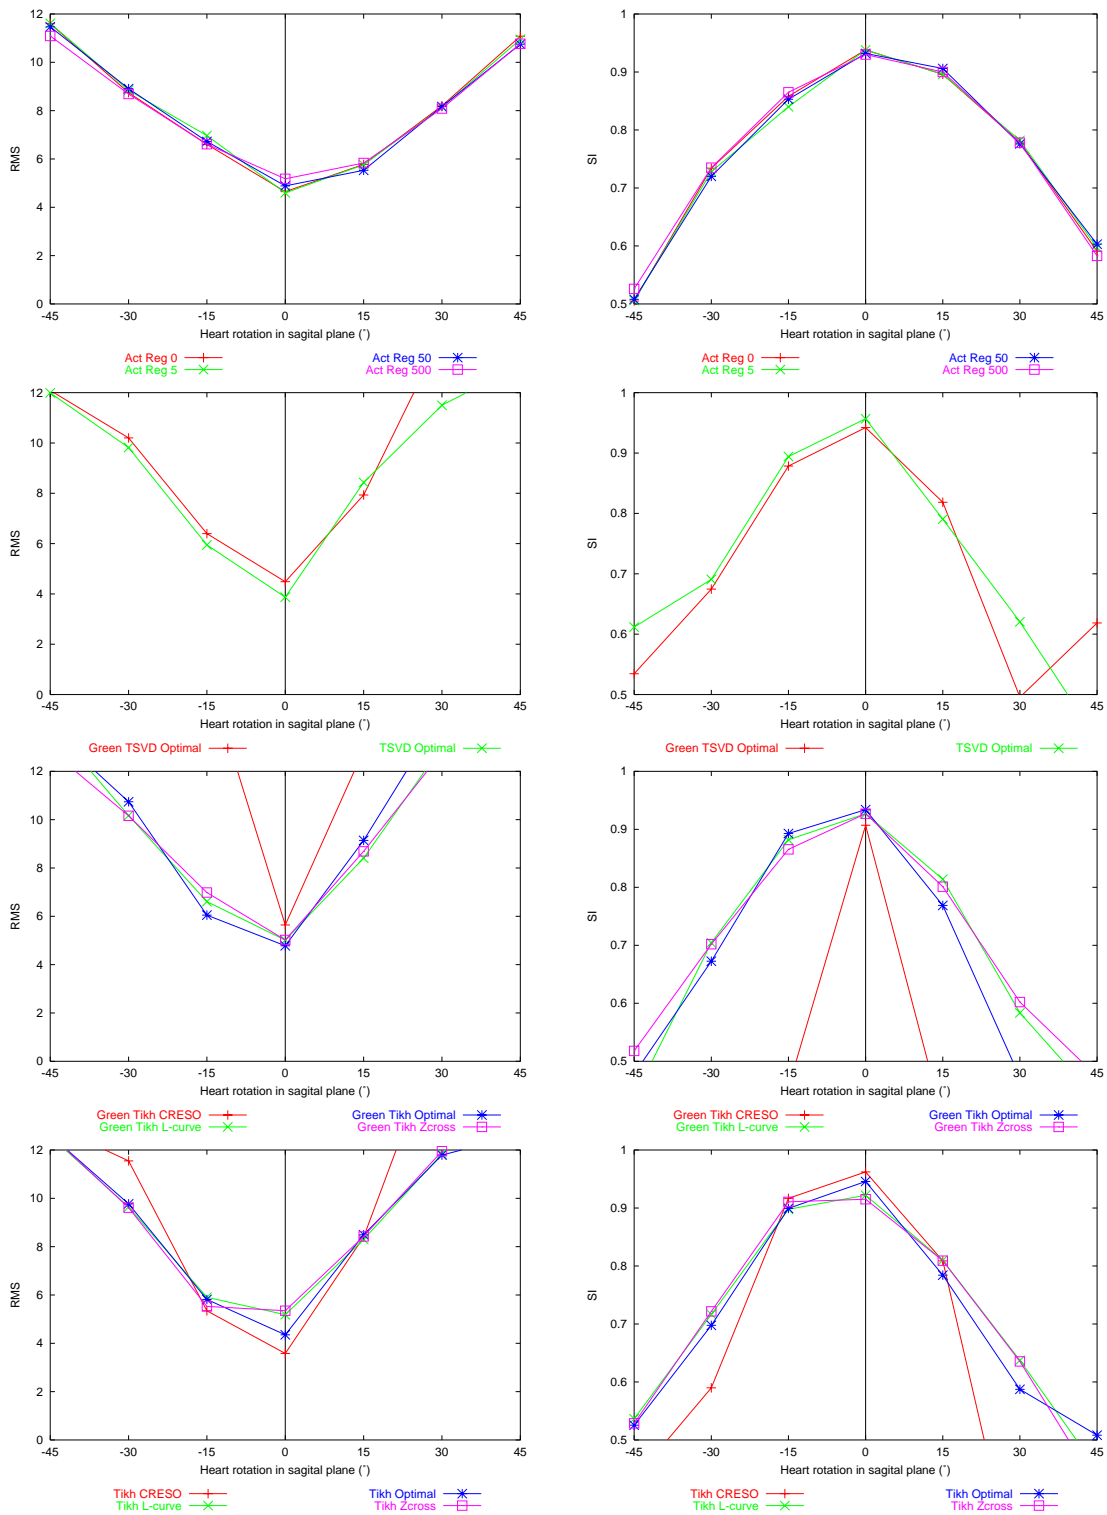 12
10
8
6
4
2
0
RMS
-45 -30 -15 0 15 30 45
Heart rotation in sagital plane (°)
Act Reg 0 Act Reg 50
Act Reg 5 Act Reg 500
1
0.9
0.8
0.7
0.6
0.5
SI
-45 -30 -15 0 15 30 45
Heart rotation in sagital plane (°)
Act Reg 0 Act Reg 50
Act Reg 5 Act Reg 500
12
10
8
6
4
2
0
RMS
-45 -30 -15 0 15 30 45
Heart rotation in sagital plane (°)
Green TSVD Optimal TSVD Optimal
1
0.9
0.8
0.7
0.6
0.5
SI
-45 -30 -15 0 15 30 45
Heart rotation in sagital plane (°)
Green TSVD Optimal TSVD Optimal
12
10
8
6
4
2
0
RMS
-45 -30 -15 0 15 30 45
Heart rotation in sagital plane (°)
Green Tikh CRESO Green Tikh Optimal
Green Tikh L-curve Green Tikh Zcross
1
0.9
0.8
0.7
0.6
0.5
SI
-45 -30 -15 0 15 30 45
Heart rotation in sagital plane (°)
Green Tikh CRESO Green Tikh Optimal
Green Tikh L-curve Green Tikh Zcross
12
10
8
6
4
2
0
RMS
-45 -30 -15 0 15 30 45
Heart rotation in sagital plane (°)
Tikh CRESO Tikh Optimal
Tikh L-curve Tikh Zcross
1
0.9
0.8
0.7
0.6
0.5
SI
-45 -30 -15 0 15 30 45
Heart rotation in sagital plane (°)
Tikh CRESO Tikh Optimal
Tikh L-curve Tikh Zcross